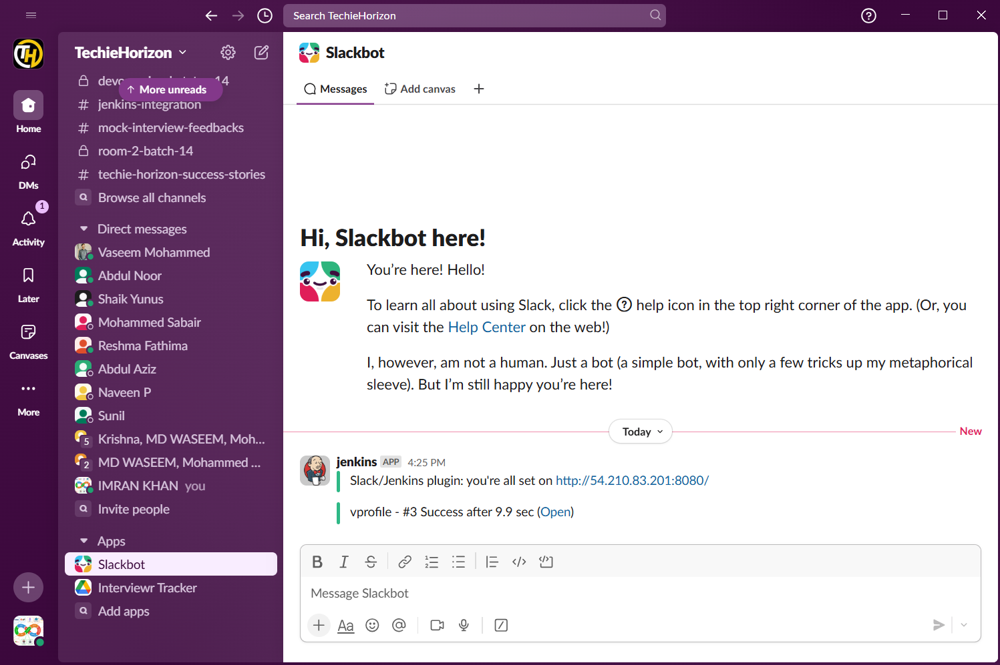 Search TechieHorizon
TH
TechieHorizon
Home
DMs
1
Activity
Later
Canvases
More
14
↑ More unreads
jenkins-integration
mock-interview-feedbacks
room-2-batch-14
techie-horizon-success-stories
Browse all channels
Direct messages
Vaseem Mohammed
Abdul Noor
Shaik Yunus
Mohammed Sabair
Reshma Fathima
Abdul Aziz
Naveen P
Sunil
5 Krishna, MD WASEEM, Moh...
2 MD WASEEM, Mohammed ...
IMRAN KHAN you
Invite people
Apps
Slackbot
Interviewr Tracker
Add apps
Slackbot
Messages
Add canvas
Hi, Slackbot here!
You’re here! Hello!
To learn all about using Slack, click the ? help icon in the top right corner of the app. (Or, you
can visit the Help Center on the web!)
I, however, am not a human. Just a bot (a simple bot, with only a few tricks up my metaphorical
sleeve). But I’m still happy you’re here!
Today
New
jenkins APP 4:25 PM
Slack/Jenkins plugin: you're all set on http://54.210.83.201:8080/
vprofile - #3 Success after 9.9 sec (Open)
B I S
Message Slackbot
Aa @